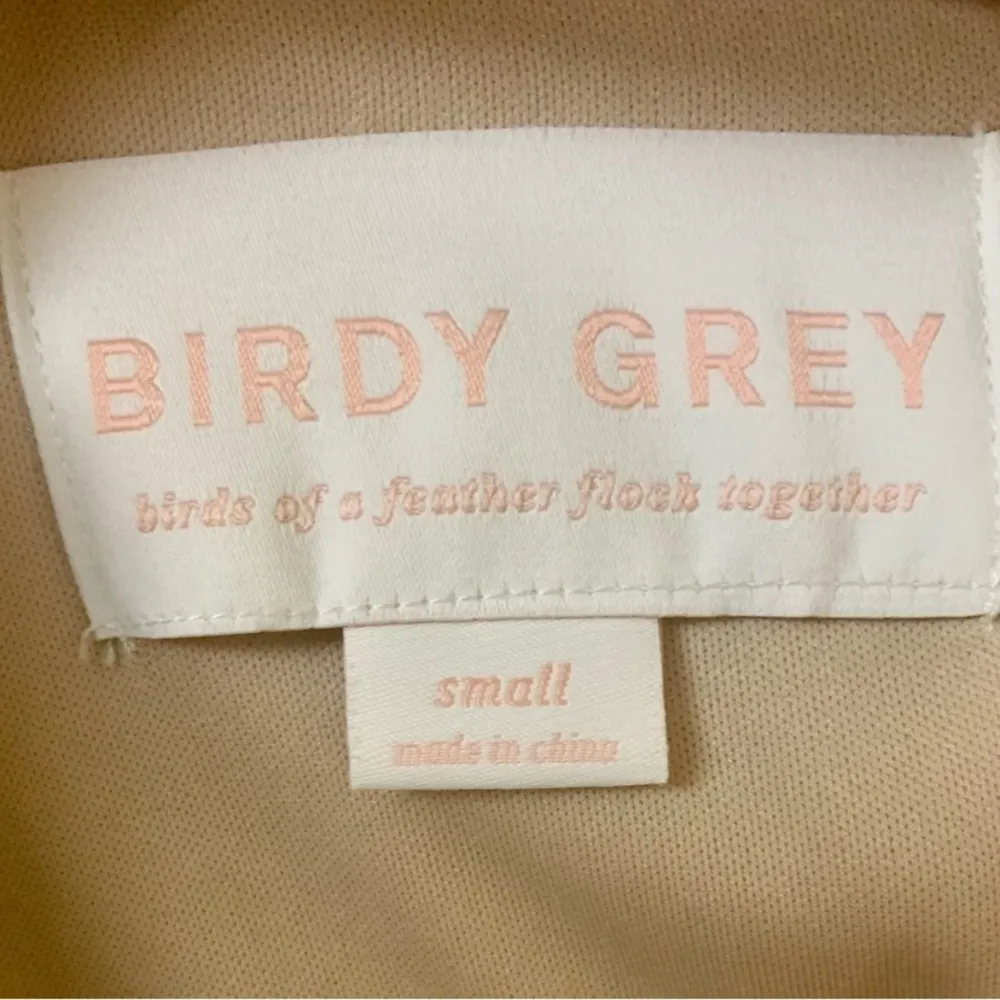 BIRDY GREY
birds of a feather flock together
small
made in china